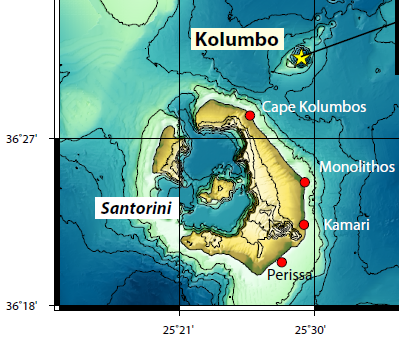 Kolumbo
Cape Kolumbos
36°27'
Monolithos
Santorini
Kamari
Perissa
36°18'
25°21'
25°30'